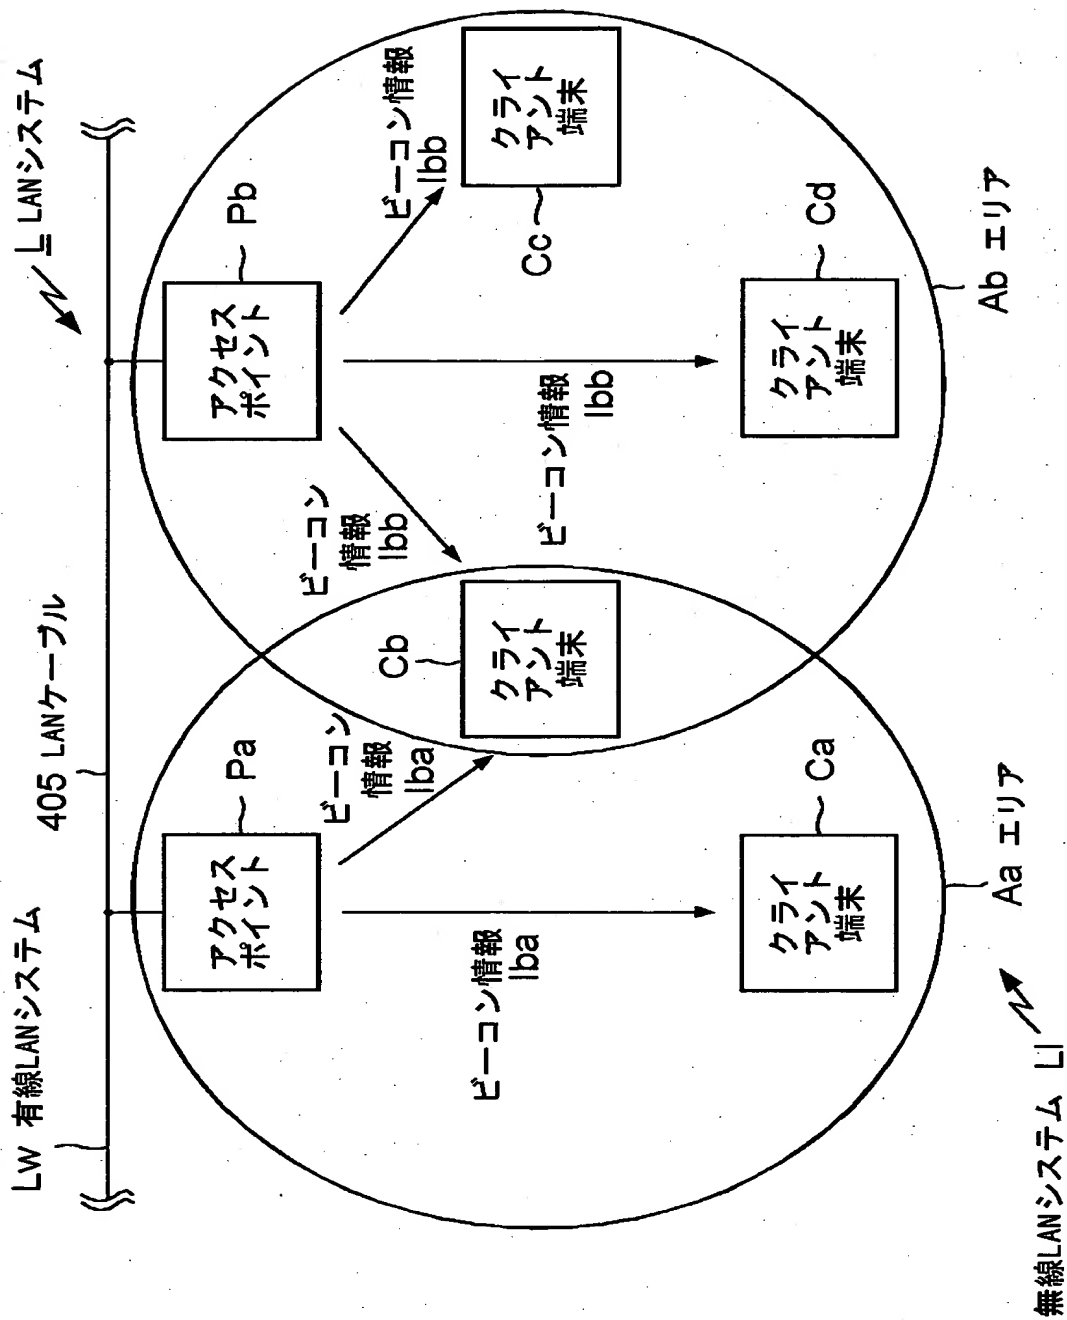 L LANシステム
405 LANケーブル
Lw 有線LANシステム
アクセス
ポイント
Pa
アクセス
ポイント
Pb
ビーコン情報
Iba
ビーコン
情報
Iba
ビーコン
情報
Ibb
ビーコン情報
Ibb
ビーコン情報
Ibb
Cb
クライ
アント
端末
Cc
クライ
アント
端末
クライ
アント
端末
Ca
クライ
アント
端末
Cd
Aa エリア
Ab エリア
無線LANシステム Ll